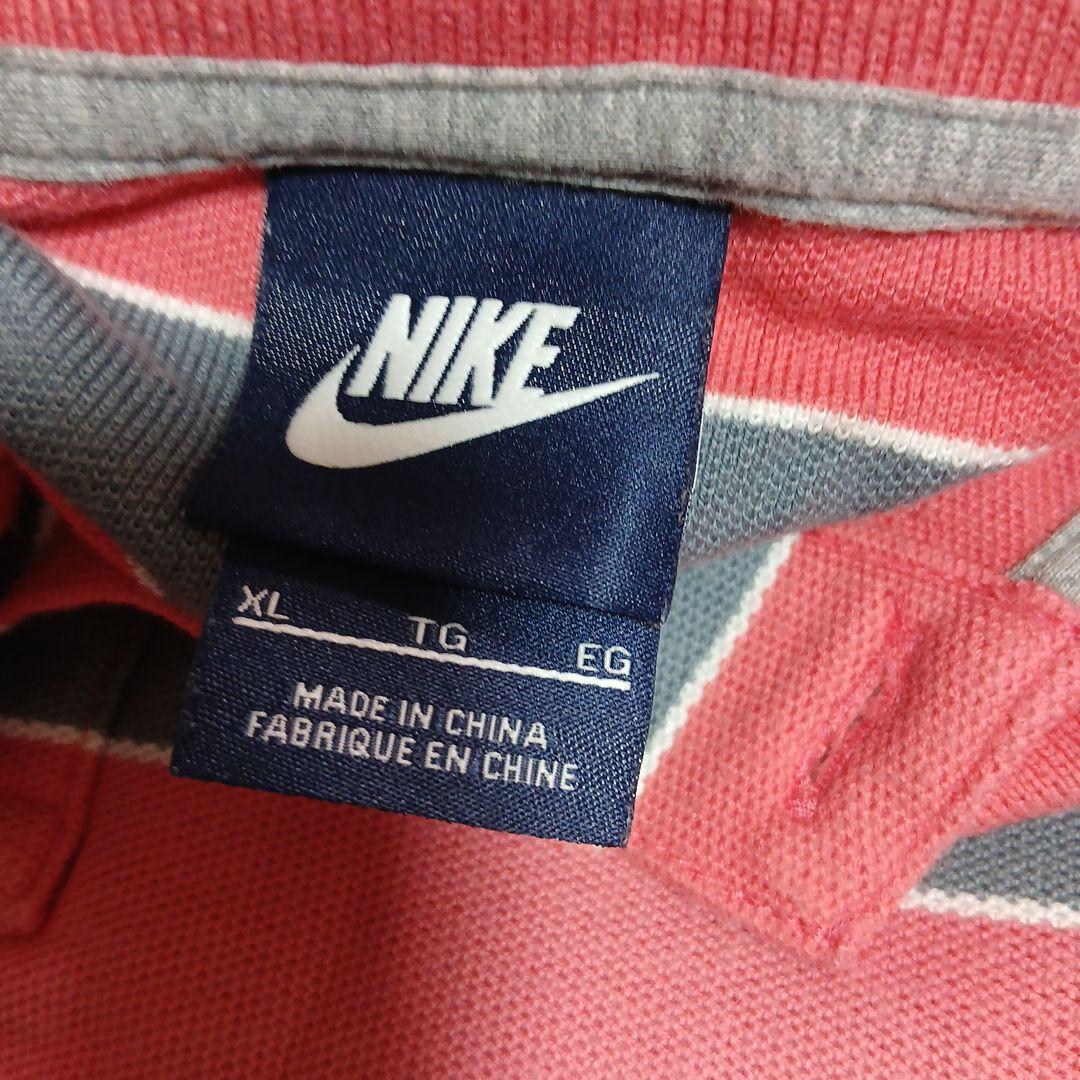 NIKE
XL TG EG
MADE IN CHINA
FABRIQUE EN CHINE